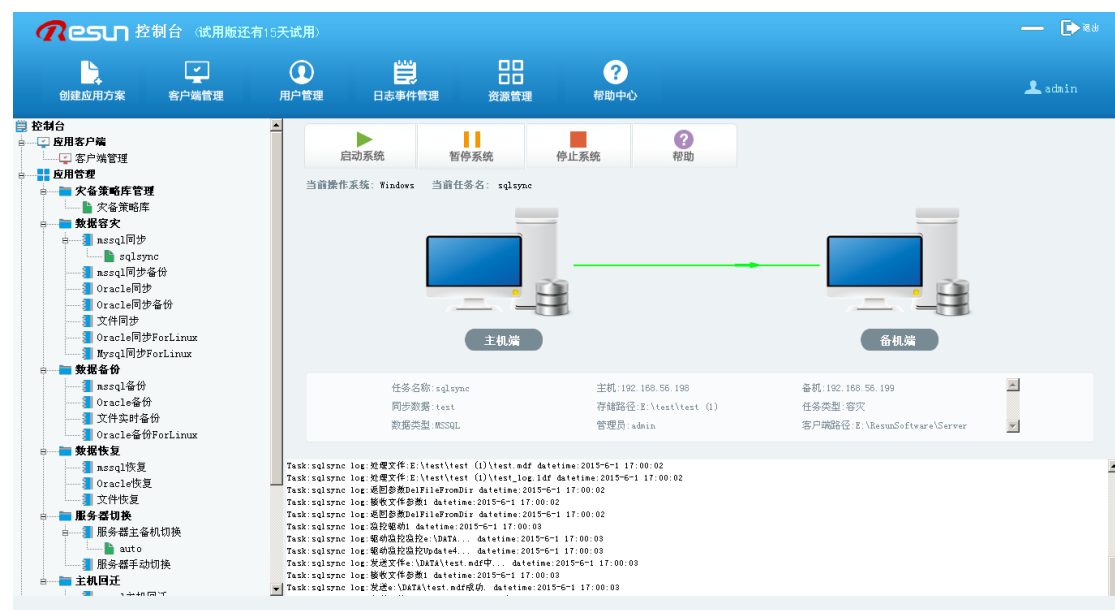 Resun 控制台 (试用版还有15天试用)
退出
创建应用方案 客户端管理 用户管理 日志事件管理 资源管理 帮助中心
admin
控制台
应用客户端
客户端管理
应用管理
灾备策略库管理
灾备策略库
数据容灾
mssql同步
sqlsync
mssql同步备份
Oracle同步
Oracle同步备份
文件同步
Oracle同步ForLinux
Mysql同步ForLinux
数据备份
mssql备份
Oracle备份
文件实时备份
Oracle备份ForLinux
数据恢复
mssql恢复
Oracle恢复
文件恢复
服务器切换
服务器主备机切换
auto
服务器手动切换
主机回迁
启动系统 暂停系统 停止系统 帮助
当前操作系统: Windows 当前任务名: sqlsync
主机端 备机端
任务名称:sqlsync 主机:192.168.56.198 备机:192.168.56.199
同步数据:test 存储路径:E:\test\test (1) 任务类型:容灾
数据类型:MSSQL 管理员:admin 客户端路径:E:\ResunSoftware\Server
Task:sqlsync log:处理文件:E:\test\test (1)\test.mdf datetime:2015-6-1 17:00:02
Task:sqlsync log:处理文件:E:\test\test (1)\test_log.ldf datetime:2015-6-1 17:00:02
Task:sqlsync log:返回参数DelFileFromDir datetime:2015-6-1 17:00:02
Task:sqlsync log:接收文件参数1 datetime:2015-6-1 17:00:02
Task:sqlsync log:返回参数DelFileFromDir datetime:2015-6-1 17:00:02
Task:sqlsync log:监控驱动1 datetime:2015-6-1 17:00:03
Task:sqlsync log:驱动监控监控e:\DATA... datetime:2015-6-1 17:00:03
Task:sqlsync log:驱动监控监控Update4... datetime:2015-6-1 17:00:03
Task:sqlsync log:发送文件e:\DATA\test.mdf中... datetime:2015-6-1 17:00:03
Task:sqlsync log:接收文件参数1 datetime:2015-6-1 17:00:03
Task:sqlsync log:发送e:\DATA\test.mdf成功. datetime:2015-6-1 17:00:03